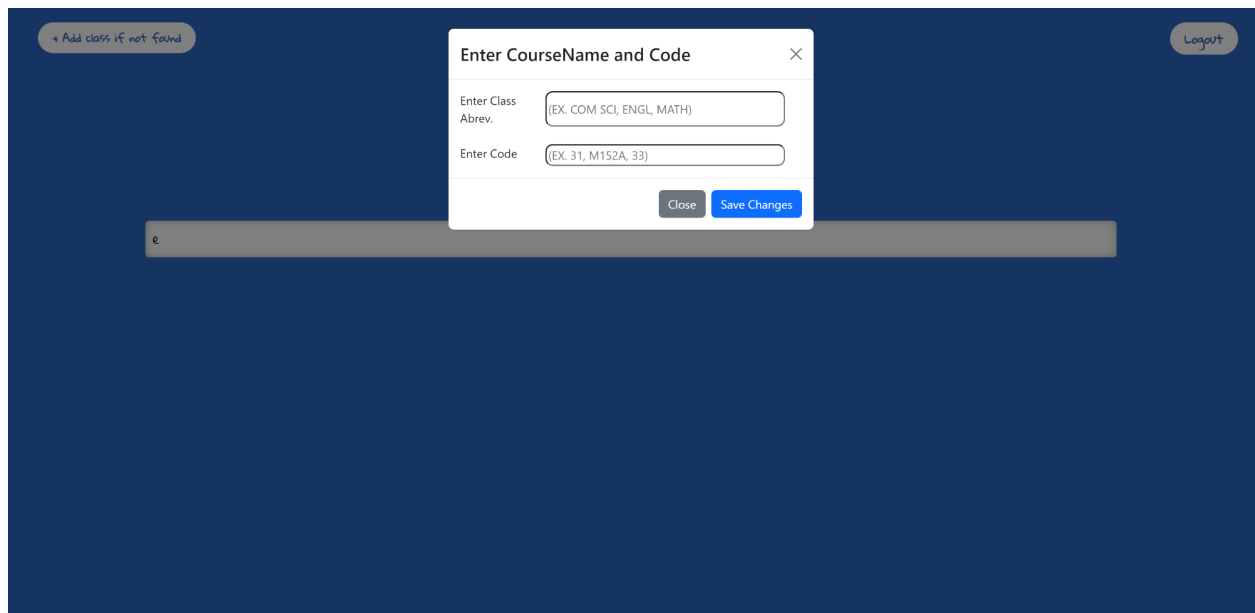 + Add class if not found
Logout
Enter CourseName and Code
Enter Class
Abrev.
(EX. COM SCI, ENGL, MATH)
Enter Code
(EX. 31, M152A, 33)
Close
Save Changes
e